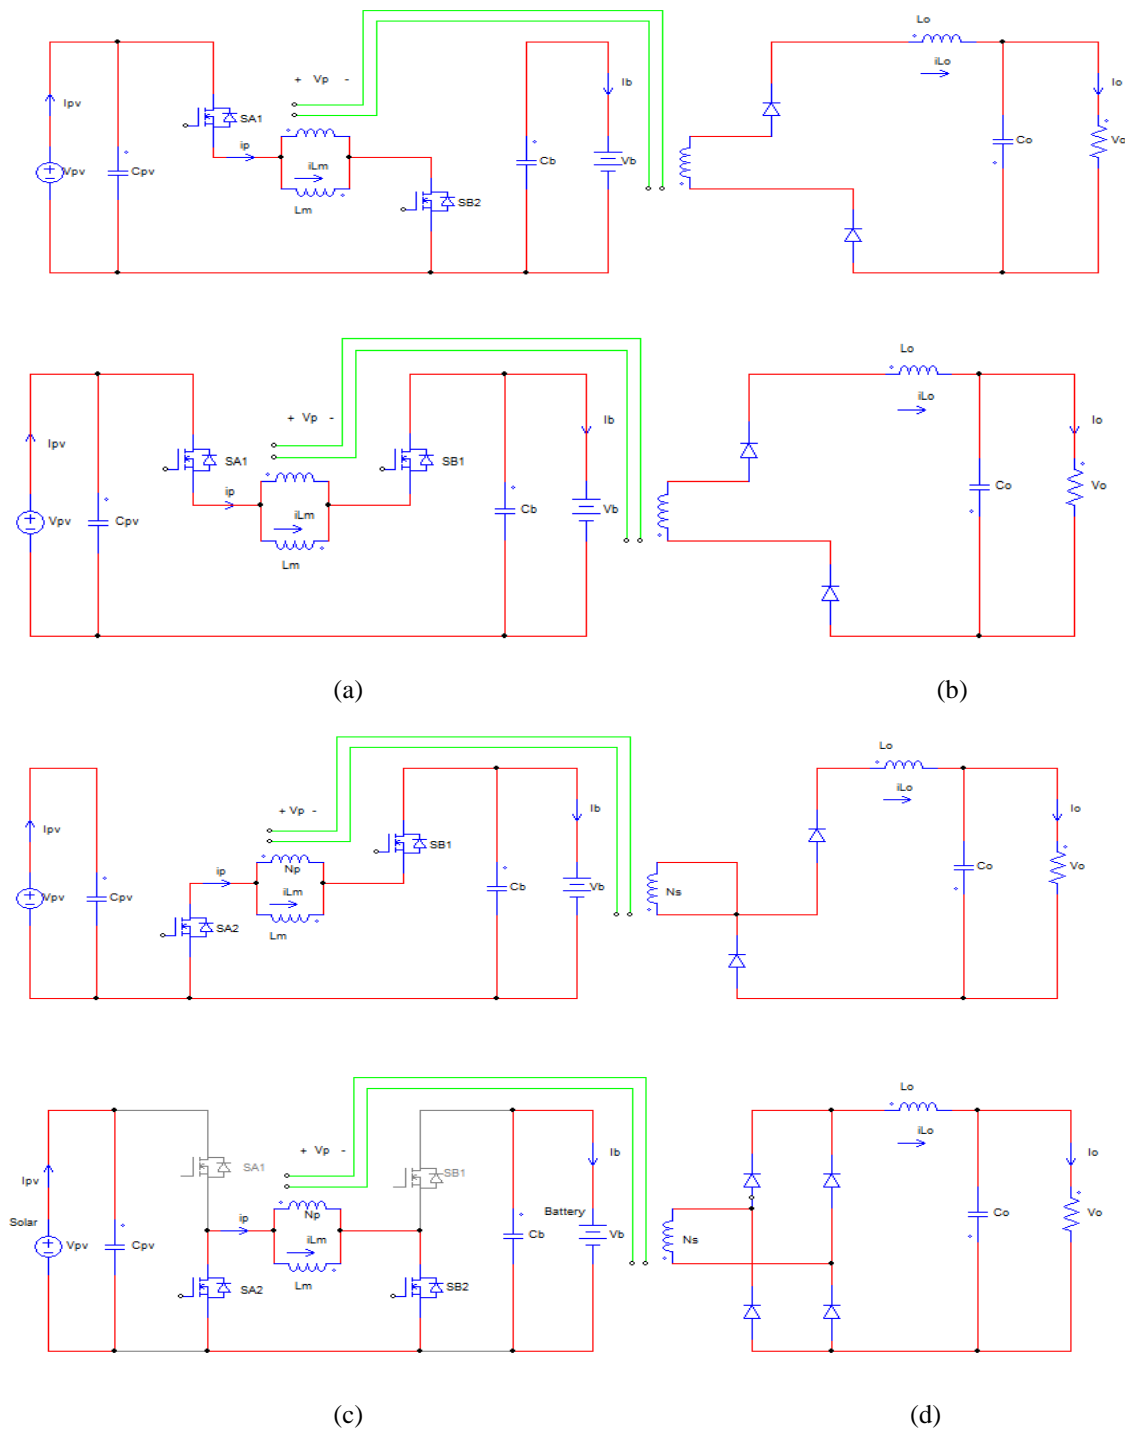 Lo
iLo
+ Vp -
Ipv
Ib
Io
SA1
ip
Vpv
Cpv
iLm
Cb
Vb
Co
Vo
SB2
Lm
Lo
iLo
+ Vp -
Ipv
Ib
Io
SA1
SB1
ip
iLm
Vpv
Cpv
Cb
Vb
Co
Vo
Lm
(a) (b)
Lo
iLo
+ Vp -
Ipv
Ib
Io
SB1
ip
Np
iLm
Vpv
Cpv
Cb
Vb
Ns
Co
Vo
SA2
Lm
Lo
iLo
+ Vp -
Ipv
SA1
SB1
Ib
Io
Solar
ip
Np
Battery
iLm
Vpv
Cpv
Cb
Vb
Ns
Co
Vo
Lm
SA2
SB2
(c) (d)